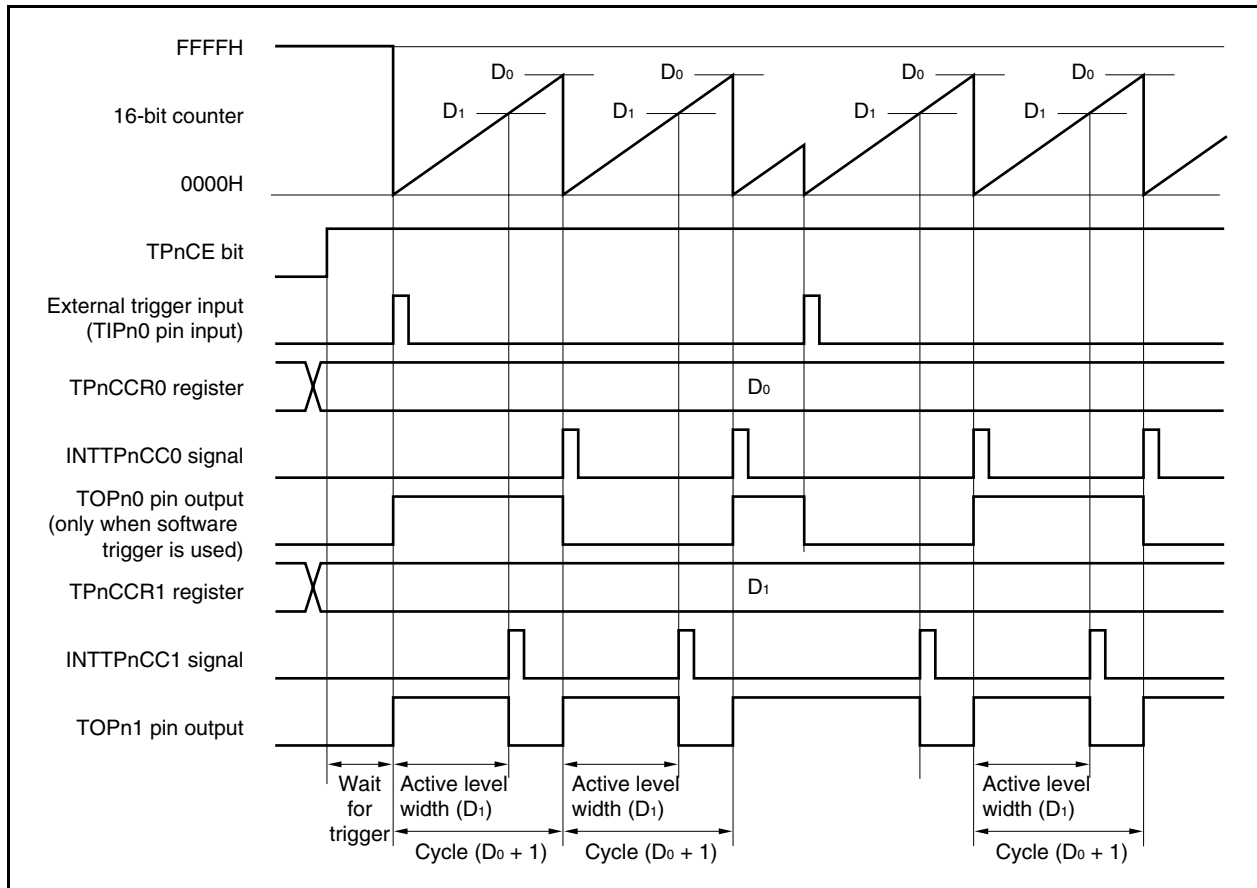 FFFFH
D0 D0 D0 D0
16-bit counter
D1 D1 D1 D1
0000H
TPnCE bit
External trigger input
(TIPn0 pin input)
TPnCCR0 register
D0
INTTPnCC0 signal
TOPn0 pin output
(only when software
trigger is used)
TPnCCR1 register
D1
INTTPnCC1 signal
TOPn1 pin output
Wait
for
trigger
Active level
width (D1)
Active level
width (D1)
Active level
width (D1)
Cycle (D0 + 1)
Cycle (D0 + 1)
Cycle (D0 + 1)